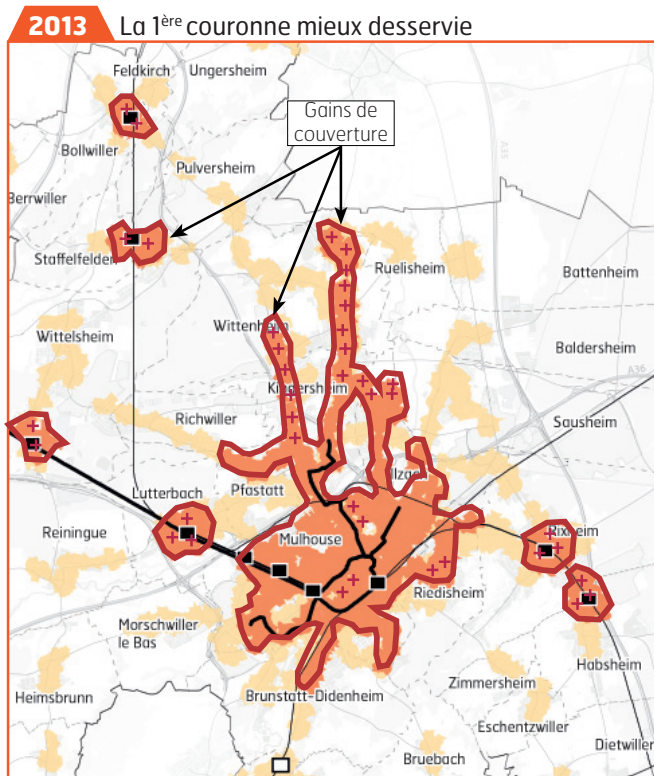 2013 La 1ère couronne mieux desservie
Feldkirch
Ungersheim
Gains de
couverture
A35
Bollwiller
Pulversheim
Berrwiller
Staffelfelden
Ruelisheim
Battenheim
Wittelsheim
Wittenheim
Baldersheim
A36
Kingersheim
Richwiller
Sausheim
Illzach
Pfastatt
Lutterbach
Reiningue
Mulhouse
Rixheim
Riedisheim
Morschwiller
le Bas
Habsheim
Zimmersheim
Heimsbrunn
Brunstatt-Didenheim
Eschentzwiller
Dietwiller
Bruebach